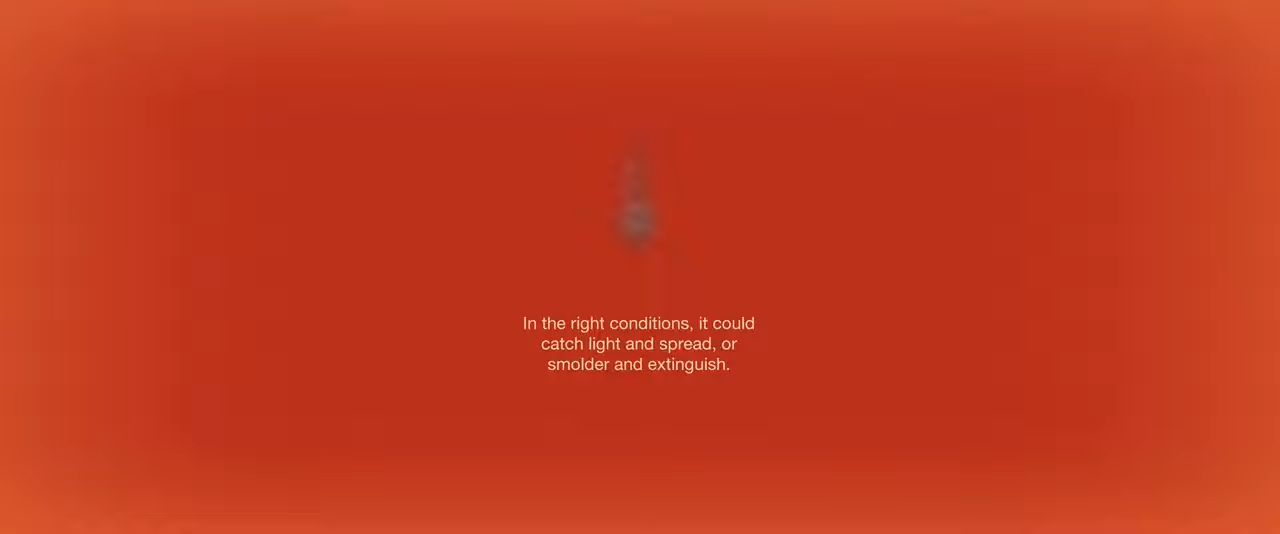 In the right conditions, it could
catch light and spread, or
smolder and extinguish.